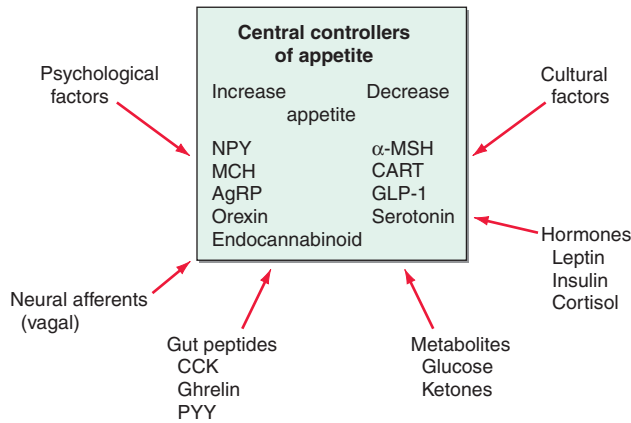 Central controllers
of appetite
Psychological
factors
Cultural
factors
Increase Decrease
appetite
NPY α-MSH
MCH CART
AgRP GLP-1
Orexin Serotonin
Endocannabinoid
Hormones
Leptin
Insulin
Cortisol
Neural afferents
(vagal)
Gut peptides
CCK
Ghrelin
PYY
Metabolites
Glucose
Ketones